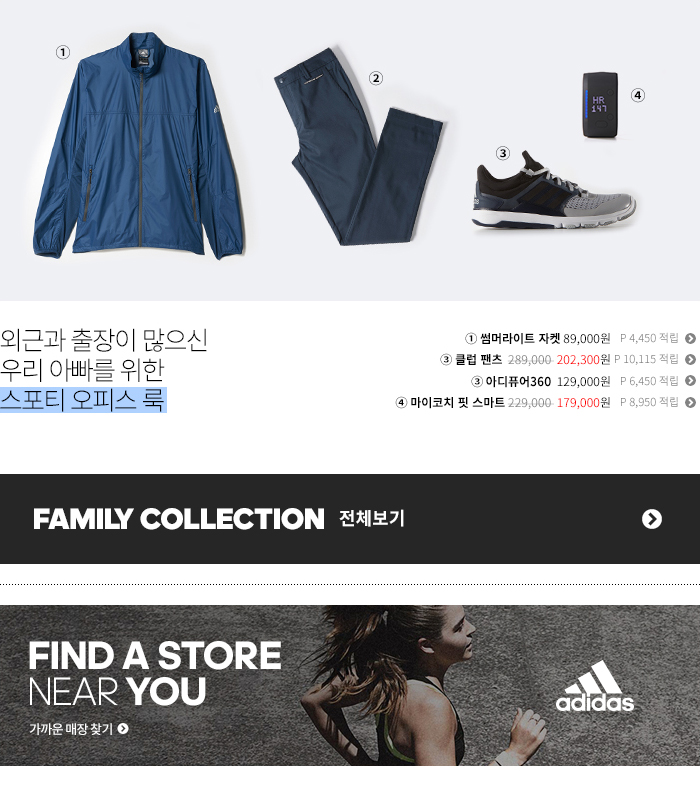 ①
②
③
④
HR
147
외근과 출장이 많으신
우리 아빠를 위한
스포티 오피스 룩
① 썸머라이트 자켓 89,000원 P 4,450 적립
③ 클럽 팬츠 289,000 202,300원 P 10,115 적립
③ 아디퓨어360 129,000원 P 6,450 적립
④ 마이코치 핏 스마트 229,000 179,000원 P 8,950 적립
FAMILY COLLECTION 전체보기
FIND A STORE
NEAR YOU
가까운 매장 찾기
adidas